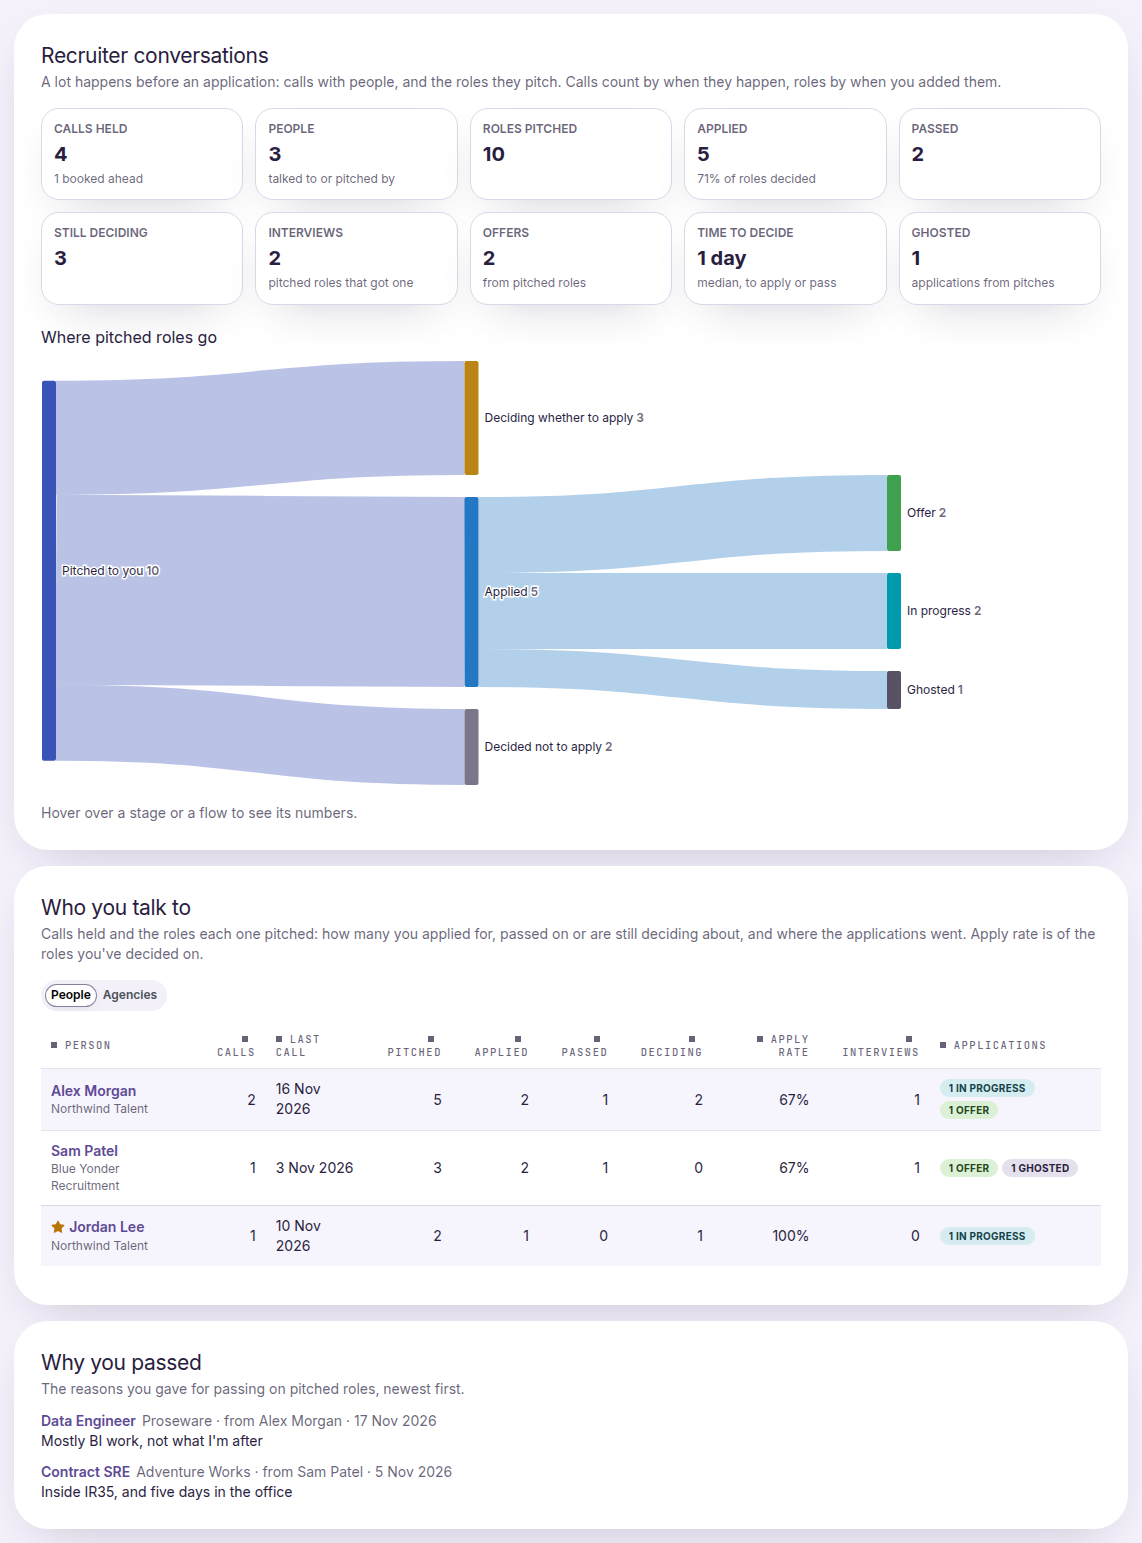 Recruiter conversations
A lot happens before an application: calls with people, and the roles they pitch. Calls count by when they happen, roles by when you added them.
CALLS HELD
4
1 booked ahead
PEOPLE
3
talked to or pitched by
ROLES PITCHED
10
APPLIED
5
71% of roles decided
PASSED
2
STILL DECIDING
3
INTERVIEWS
2
pitched roles that got one
OFFERS
2
from pitched roles
TIME TO DECIDE
1 day
median, to apply or pass
GHOSTED
1
applications from pitches
Where pitched roles go
Deciding whether to apply 3
Offer 2
Pitched to you 10
Applied 5
In progress 2
Ghosted 1
Decided not to apply 2
Hover over a stage or a flow to see its numbers.
Who you talk to
Calls held and the roles each one pitched: how many you applied for, passed on or are still deciding about, and where the applications went. Apply rate is of the
roles you've decided on.
People Agencies
PERSON
CALLS
LAST
CALL
PITCHED
APPLIED
PASSED
DECIDING
APPLY
RATE
INTERVIEWS
APPLICATIONS
Alex Morgan
Northwind Talent
2
16 Nov
2026
5
2
1
2
67%
1
1 IN PROGRESS
1 OFFER
Sam Patel
Blue Yonder
Recruitment
1
3 Nov 2026
3
2
1
0
67%
1
1 OFFER 1 GHOSTED
Jordan Lee
Northwind Talent
1
10 Nov
2026
2
1
0
1
100%
0
1 IN PROGRESS
Why you passed
The reasons you gave for passing on pitched roles, newest first.
Data Engineer Proseware · from Alex Morgan · 17 Nov 2026
Mostly BI work, not what I'm after
Contract SRE Adventure Works · from Sam Patel · 5 Nov 2026
Inside IR35, and five days in the office